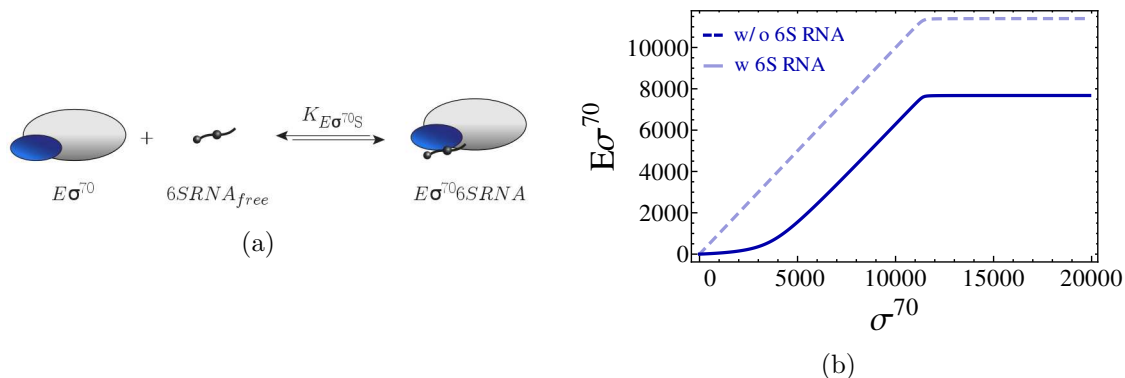 +
K_{Eσ^{70}S}
Eσ^{70}
6SRNA_{free}
Eσ^{70}6SRNA
(a)
w/ o 6S RNA
w 6S RNA
10000
8000
6000
4000
2000
0
Eσ^{70}
0
5000
10000
15000
20000
σ^{70}
(b)